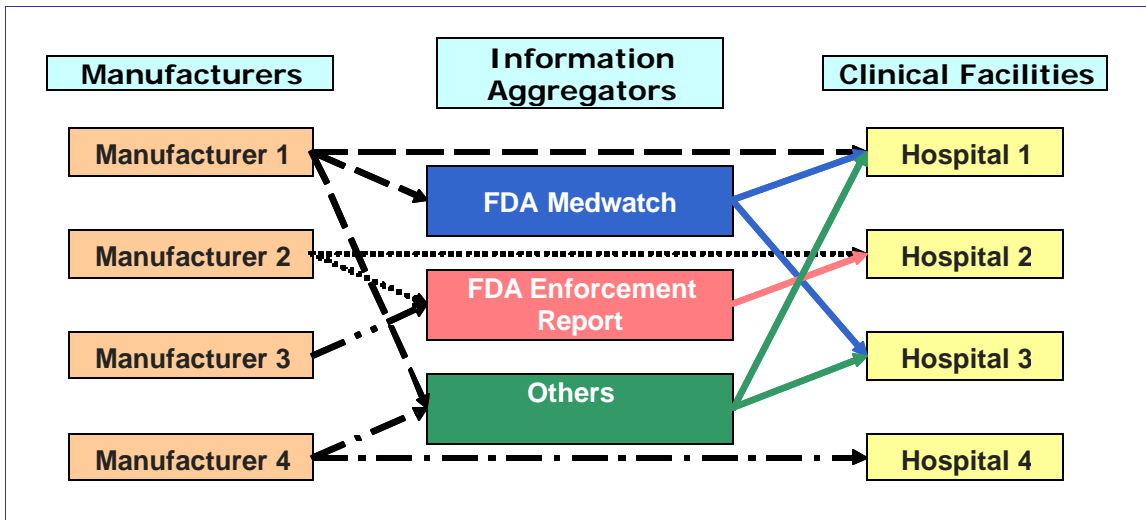 Manufacturers
Information
Aggregators
Clinical Facilities
Manufacturer 1
Hospital 1
FDA Medwatch
Manufacturer 2
Hospital 2
FDA Enforcement
Report
Manufacturer 3
Hospital 3
Others
Manufacturer 4
Hospital 4